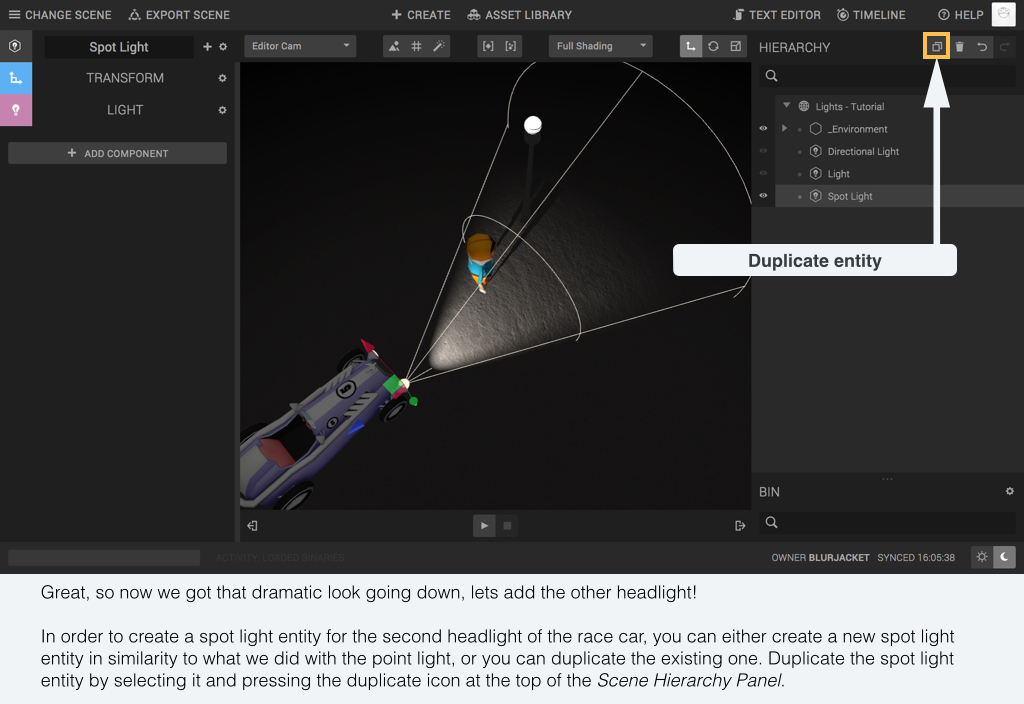 CHANGE SCENE EXPORT SCENE CREATE ASSET LIBRARY TEXT EDITOR TIMELINE HELP
Spot Light
Editor Cam
Full Shading
HIERARCHY
TRANSFORM
LIGHT
ADD COMPONENT
Lights - Tutorial
_Environment
Directional Light
Light
Spot Light
Duplicate entity
5
BIN
ACTIVITY: LOADED BINARIES
OWNER BLURJACKET SYNCED 16:05:38
Great, so now we got that dramatic look going down, lets add the other headlight!
In order to create a spot light entity for the second headlight of the race car, you can either create a new spot light
entity in similarity to what we did with the point light, or you can duplicate the existing one. Duplicate the spot light
entity by selecting it and pressing the duplicate icon at the top of the Scene Hierarchy Panel.